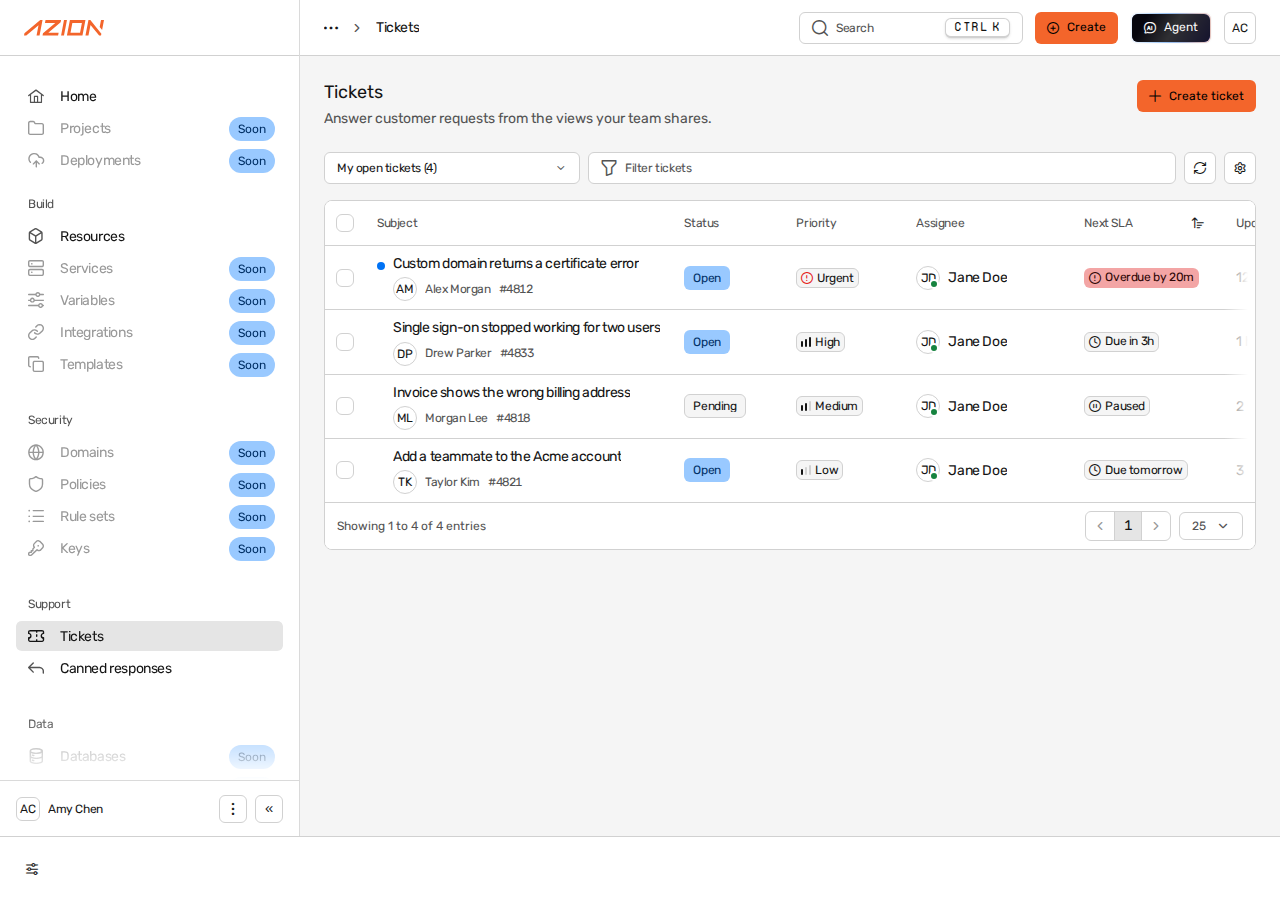 AZION
Tickets
Search
CTRL K
Create
Agent
AC
Home
Projects
Soon
Deployments
Soon
Build
Resources
Services
Soon
Variables
Soon
Integrations
Soon
Templates
Soon
Security
Domains
Soon
Policies
Soon
Rule sets
Soon
Keys
Soon
Support
Tickets
Canned responses
Data
Databases
Soon
AC
Amy Chen
Tickets
Answer customer requests from the views your team shares.
Create ticket
My open tickets (4)
Filter tickets
Subject
Status
Priority
Assignee
Next SLA
Custom domain returns a certificate error
AM
Alex Morgan
#4812
Open
Urgent
Jane Doe
Overdue by 20m
Single sign-on stopped working for two users
DP
Drew Parker
#4833
Open
High
Jane Doe
Due in 3h
Invoice shows the wrong billing address
ML
Morgan Lee
#4818
Pending
Medium
Jane Doe
Paused
Add a teammate to the Acme account
TK
Taylor Kim
#4821
Open
Low
Jane Doe
Due tomorrow
Showing 1 to 4 of 4 entries
1
25